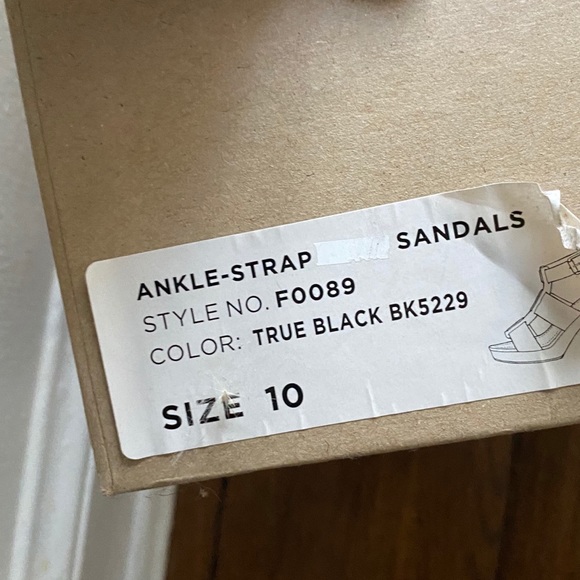 ANKLE-STRAP SANDALS
STYLE NO. F0089
COLOR: TRUE BLACK BK5229
SIZE 10